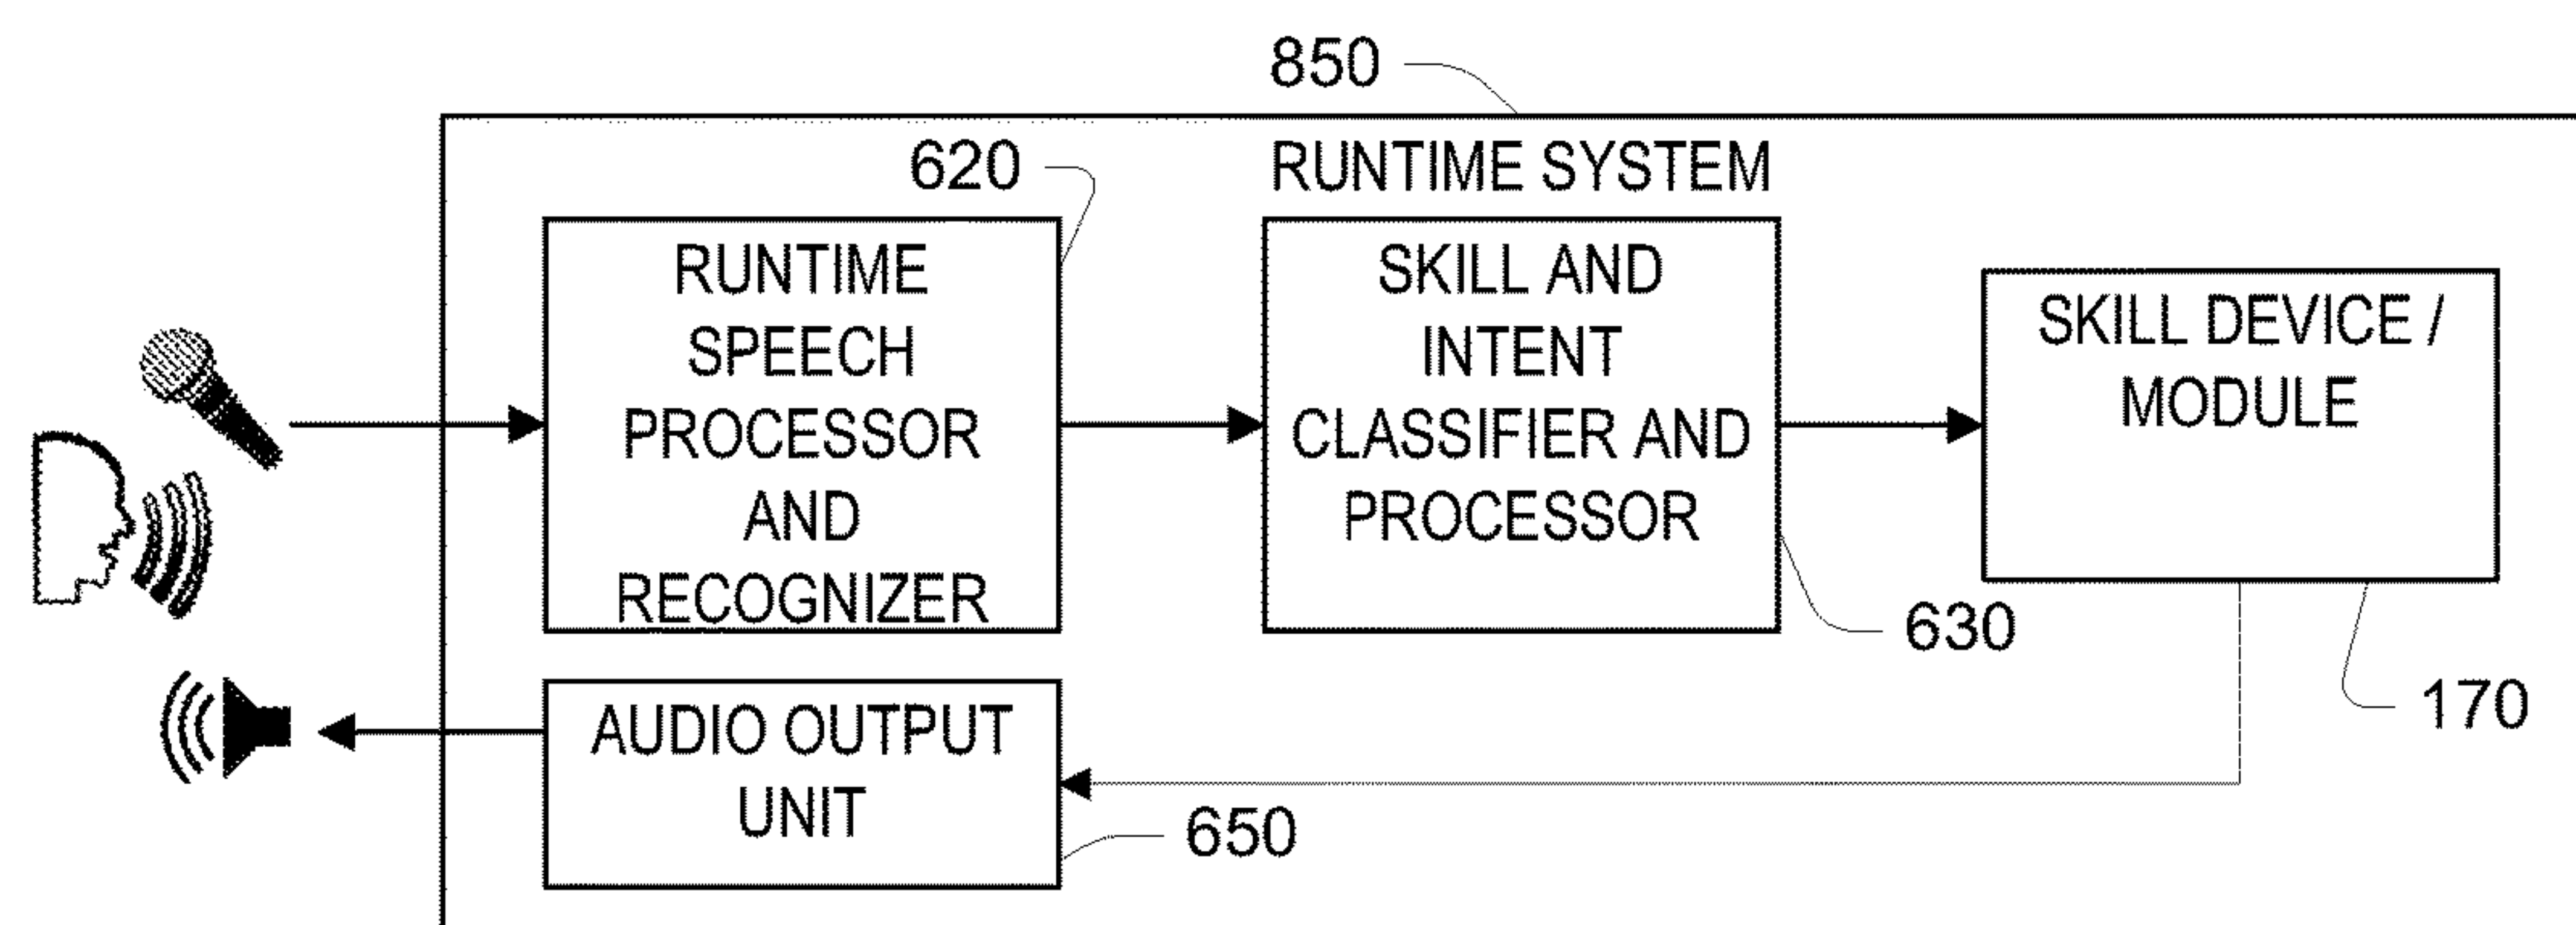 850
RUNTIME SYSTEM
620
RUNTIME
SPEECH
PROCESSOR
AND
RECOGNIZER
SKILL AND
INTENT
CLASSIFIER AND
PROCESSOR
630
SKILL DEVICE /
MODULE
170
AUDIO OUTPUT
UNIT
650